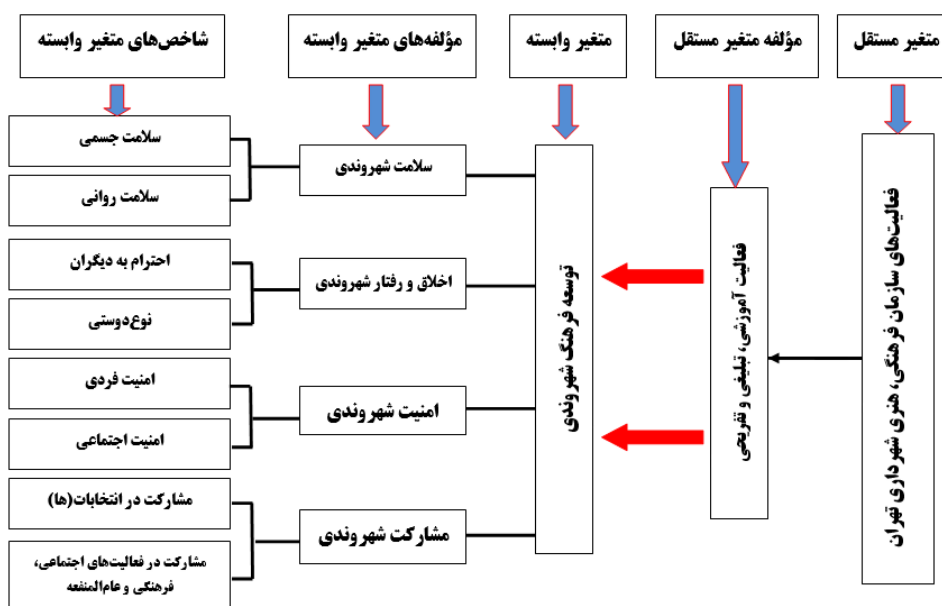 متغیر مستقل
مؤلفه متغیر مستقل
متغیر وابسته
مؤلفه‌های متغیر وابسته
شاخص‌های متغیر وابسته
فعالیت‌های سازمان فرهنگی، هنری شهرداری تهران
فعالیت آموزشی، تبلیغی و تفریحی
توسعه فرهنگ شهروندی
سلامت شهروندی
سلامت جسمی
سلامت روانی
اخلاق و رفتار شهروندی
احترام به دیگران
نوع‌دوستی
امنیت شهروندی
امنیت فردی
امنیت اجتماعی
مشارکت شهروندی
مشارکت در انتخابات(ها)
مشارکت در فعالیت‌های اجتماعی،
فرهنگی و عام‌المنفعه